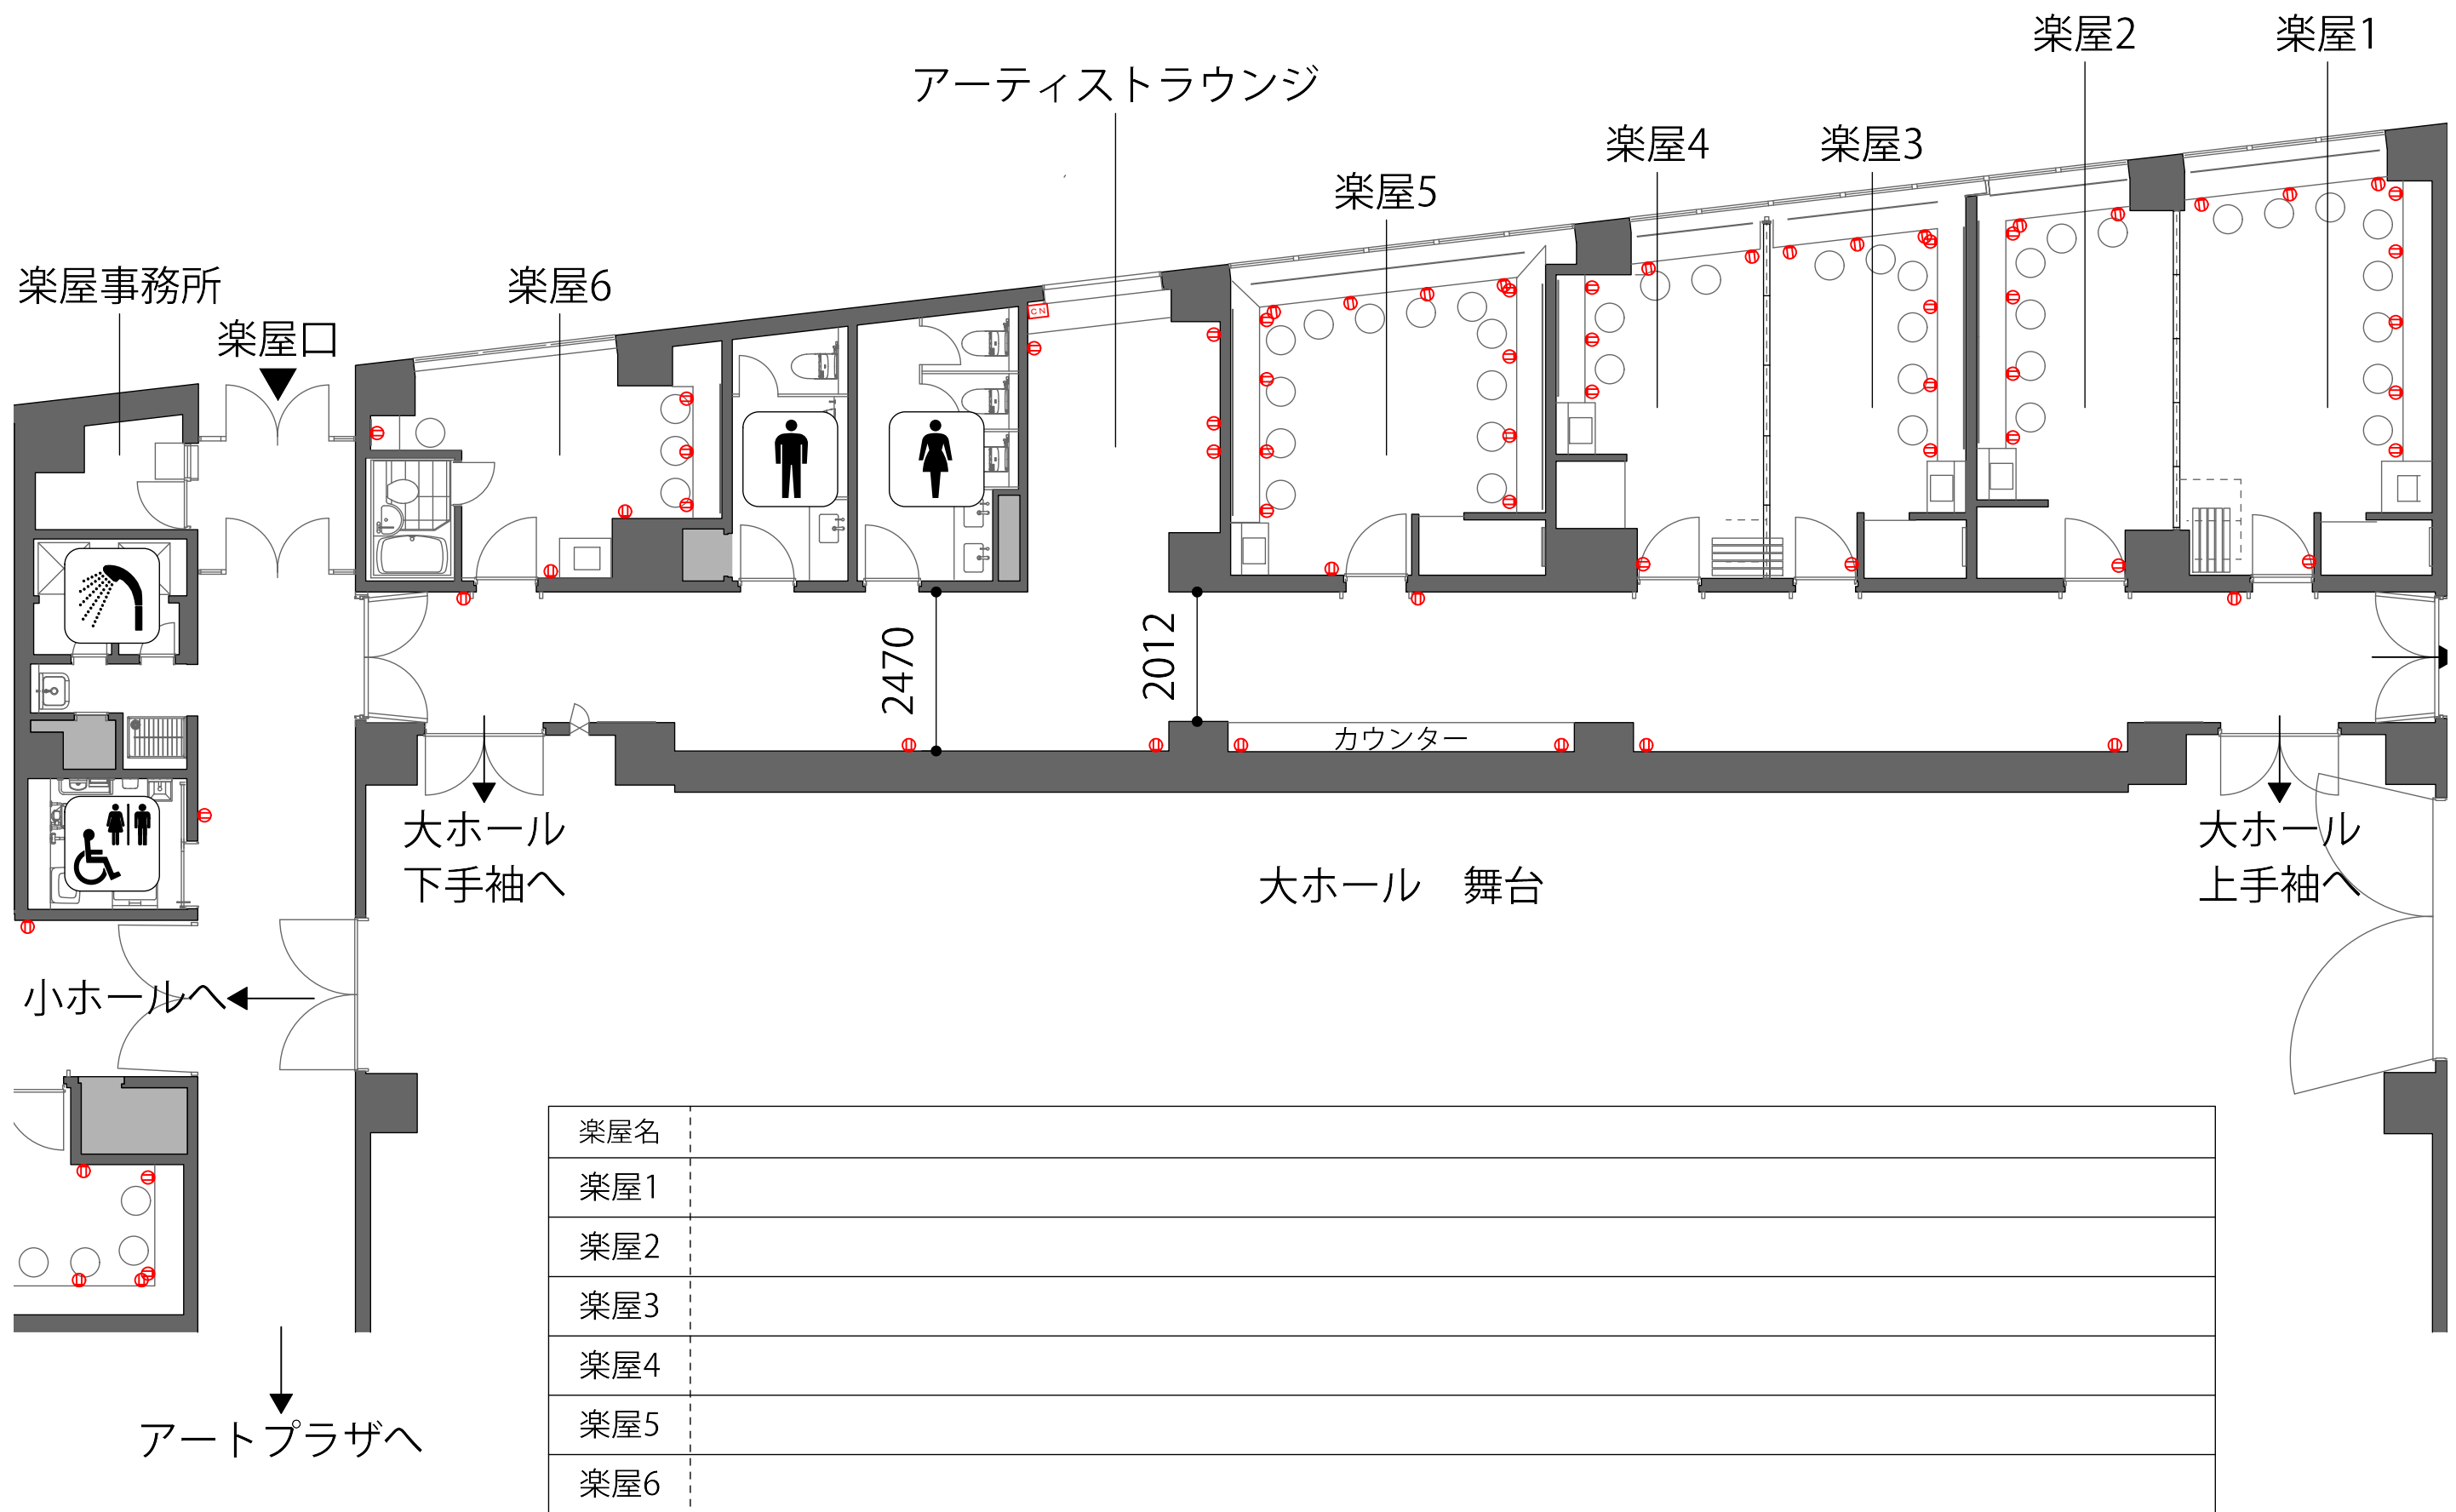 楽屋2
楽屋1
アーティストラウンジ
楽屋4
楽屋3
楽屋5
楽屋事務所
楽屋6
楽屋口
CN
2470
2012
カウンター
大ホール
下手袖へ
大ホール
上手袖へ
大ホール 舞台
小ホールへ
アートプラザへ
楽屋名
楽屋1
楽屋2
楽屋3
楽屋4
楽屋5
楽屋6